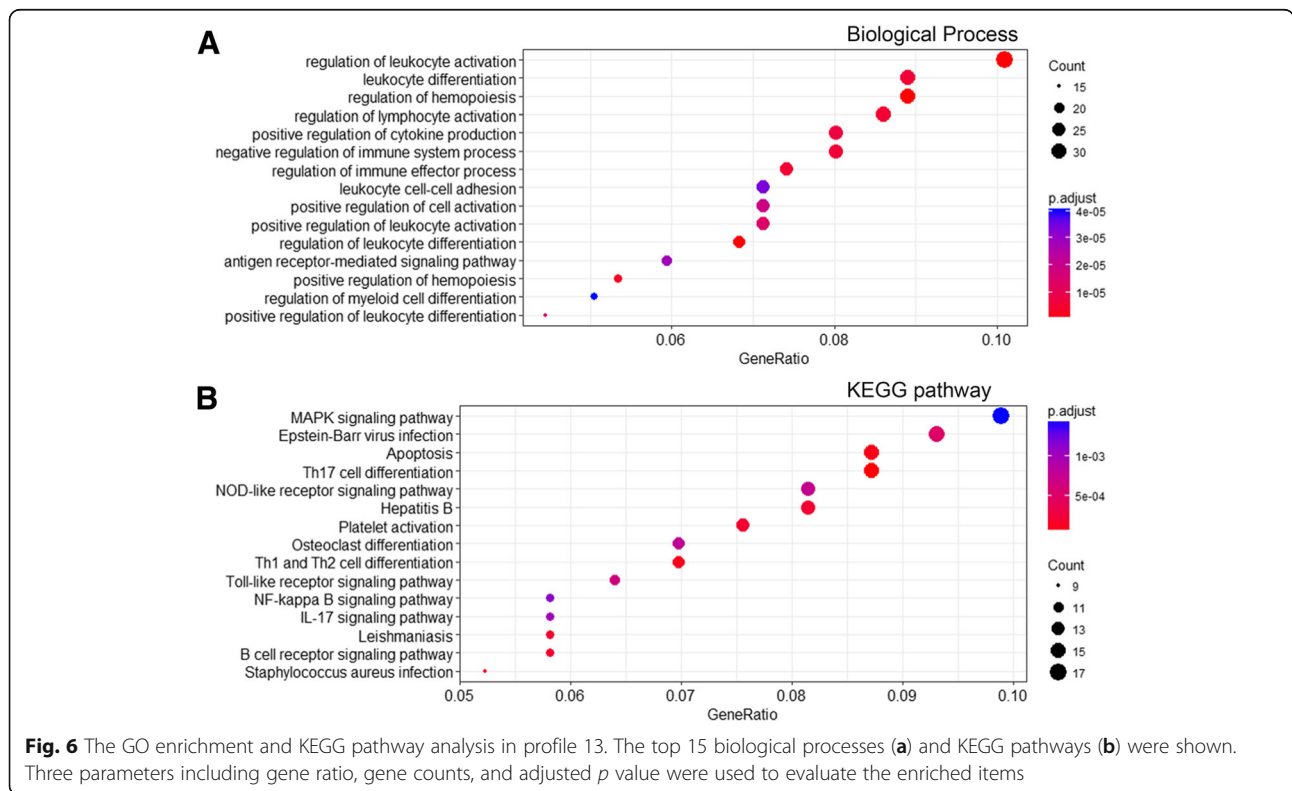 A
Biological Process
regulation of leukocyte activation
leukocyte differentiation
regulation of hemopoiesis
regulation of lymphocyte activation
positive regulation of cytokine production
negative regulation of immune system process
regulation of immune effector process
leukocyte cell-cell adhesion
positive regulation of cell activation
positive regulation of leukocyte activation
regulation of leukocyte differentiation
antigen receptor-mediated signaling pathway
positive regulation of hemopoiesis
regulation of myeloid cell differentiation
positive regulation of leukocyte differentiation
0.06 0.08 0.10
GeneRatio
Count
15
20
25
30
p.adjust
4e-05
3e-05
2e-05
1e-05
B
KEGG pathway
MAPK signaling pathway
Epstein-Barr virus infection
Apoptosis
Th17 cell differentiation
NOD-like receptor signaling pathway
Hepatitis B
Platelet activation
Osteoclast differentiation
Th1 and Th2 cell differentiation
Toll-like receptor signaling pathway
NF-kappa B signaling pathway
IL-17 signaling pathway
Leishmaniasis
B cell receptor signaling pathway
Staphylococcus aureus infection
0.05 0.06 0.07 0.08 0.09 0.10
GeneRatio
p.adjust
1e-03
5e-04
Count
9
11
13
15
17
Fig. 6 The GO enrichment and KEGG pathway analysis in profile 13. The top 15 biological processes (a) and KEGG pathways (b) were shown.
Three parameters including gene ratio, gene counts, and adjusted p value were used to evaluate the enriched items